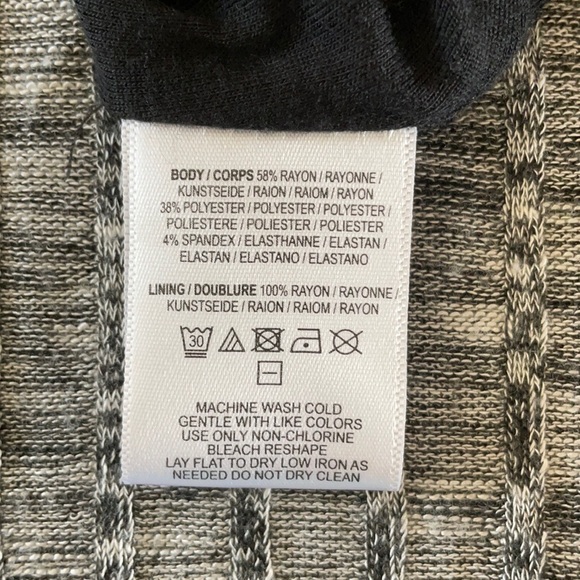 BODY / CORPS 58% RAYON / RAYONNE /
KUNSTSEIDE / RAION / RAIOM / RAYON
38% POLYESTER / POLYESTER / POLYESTER /
POLIESTERE / POLIESTER / POLIÉSTER
4% SPANDEX / ELASTHANNE / ELASTAN /
ELASTAN / ELASTANO / ELASTANO
LINING / DOUBLURE 100% RAYON / RAYONNE /
KUNSTSEIDE / RAION / RAIOM / RAYON
30
MACHINE WASH COLD
GENTLE WITH LIKE COLORS
USE ONLY NON-CHLORINE
BLEACH RESHAPE
LAY FLAT TO DRY LOW IRON AS
NEEDED DO NOT DRY CLEAN